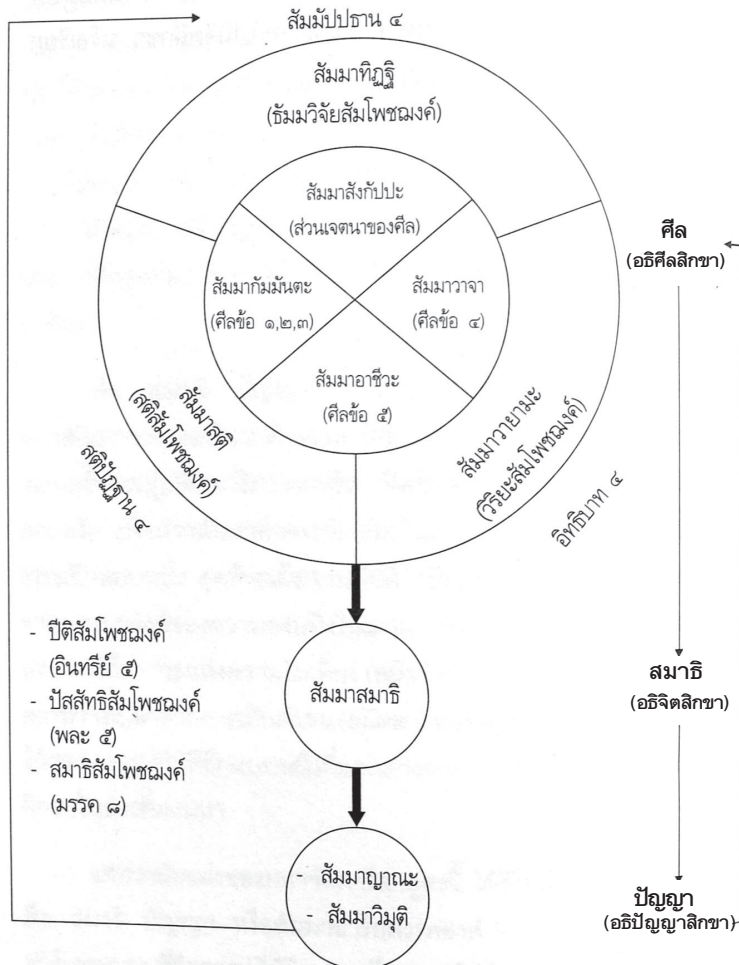 สัมมัปปธาน ๔
สัมมาทิฏฐิ
(ธัมมวิจัยสัมโพชฌงค์)
สัมมาสังกัปปะ
(ส่วนเจตนาของศีล)
สัมมากัมมันตะ
(ศีลข้อ ๑,๒,๓)
สัมมาวาจา
(ศีลข้อ ๔)
สัมมาอาชีวะ
(ศีลข้อ ๕)
สัมมาสติ
(สติสัมโพชฌงค์)
สติปัฏฐาน ๔
สัมมาวายามะ
(วิริยะสัมโพชฌงค์)
อิทธิบาท ๔
ศีล
(อธิศีลสิกขา)
- ปีติสัมโพชฌงค์
(อินทรีย์ ๕)
- ปัสสัทธิสัมโพชฌงค์
(พละ ๕)
- สมาธิสัมโพชฌงค์
(มรรค ๘)
สัมมาสมาธิ
สมาธิ
(อธิจิตสิกขา)
- สัมมาญาณะ
- สัมมาวิมุติ
ปัญญา
(อธิปัญญาสิกขา)